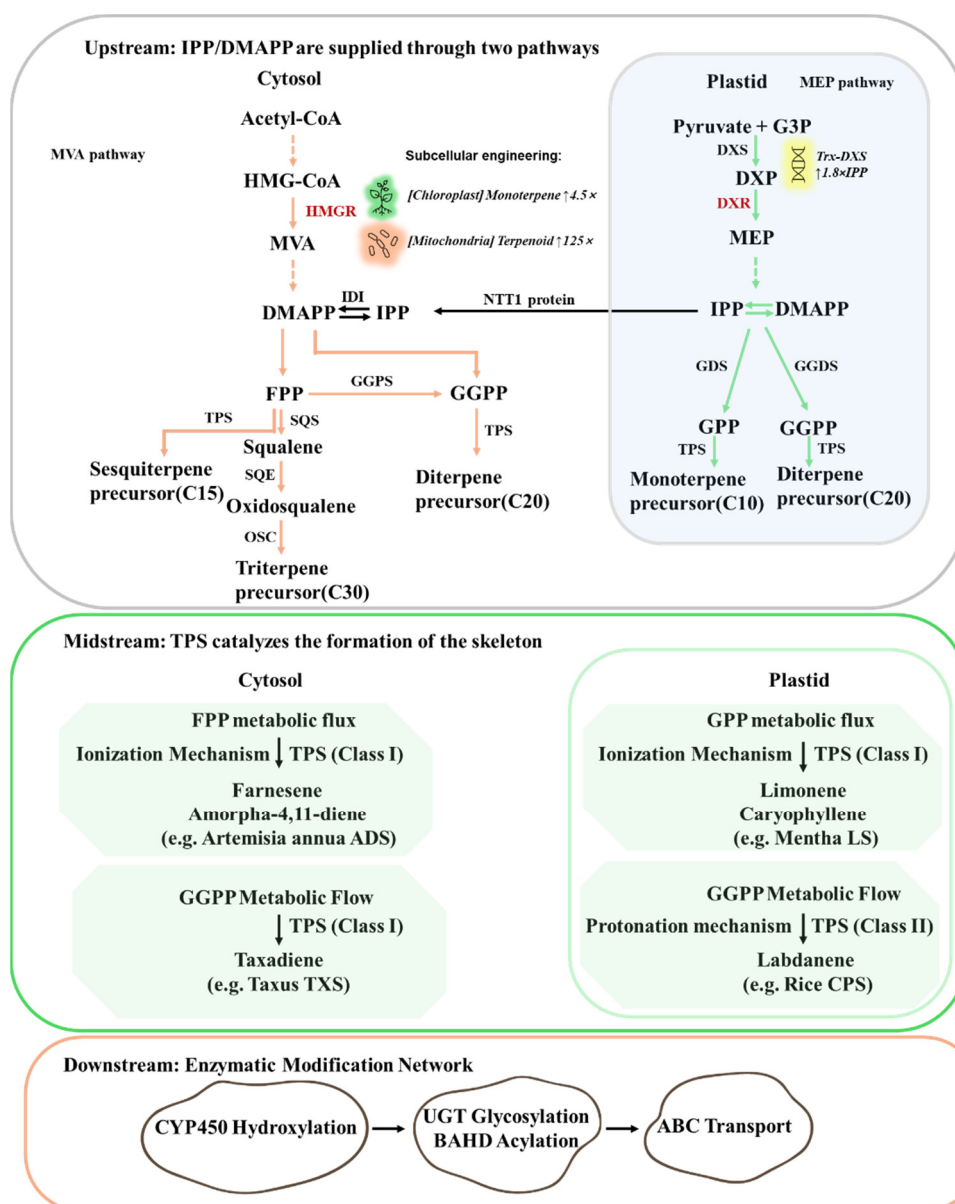 Upstream: IPP/DMAPP are supplied through two pathways
Cytosol
Acetyl-CoA
MVA pathway
HMG-CoA
HMGR
MVA
Subcellular engineering:
[Chloroplast] Monoterpene ↑4.5×
[Mitochondria] Terpenoid ↑125×
DMAPP
IDI
IPP
NTT1 protein
FPP
GGPS
GGPP
TPS
SQS
TPS
Squalene
Sesquiterpene
precursor(C15)
SQE
Diterpene
precursor(C20)
Oxidosqualene
OSC
Triterpene
precursor(C30)
Plastid
MEP pathway
Pyruvate + G3P
DXS
Trx-DXS
↑1.8×IPP
DXP
DXR
MEP
IPP
DMAPP
GDS
GGDS
GPP
GGPP
TPS
TPS
Monoterpene
precursor(C10)
Diterpene
precursor(C20)
Midstream: TPS catalyzes the formation of the skeleton
Cytosol
FPP metabolic flux
Ionization Mechanism
TPS (Class I)
Farnesene
Amorpha-4,11-diene
(e.g. Artemisia annua ADS)
GGPP Metabolic Flow
TPS (Class I)
Taxadiene
(e.g. Taxus TXS)
Plastid
GPP metabolic flux
Ionization Mechanism
TPS (Class I)
Limonene
Caryophyllene
(e.g. Mentha LS)
GGPP Metabolic Flow
Protonation mechanism
TPS (Class II)
Labdanene
(e.g. Rice CPS)
Downstream: Enzymatic Modification Network
CYP450 Hydroxylation
UGT Glycosylation
BAHD Acylation
ABC Transport